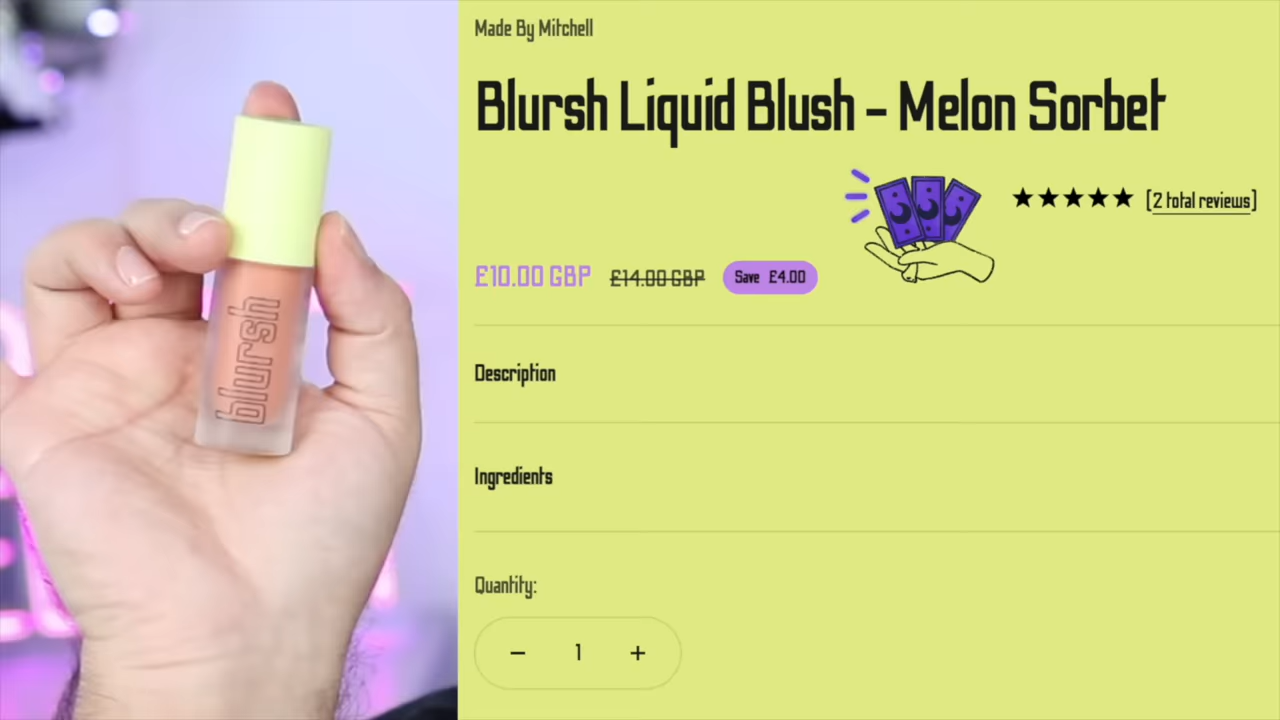 blursh
Made By Mitchell
Blursh Liquid Blush - Melon Sorbet
★★★★★ [2 total reviews]
£10.00 GBP £14.00 GBP Save £4.00
Description
Ingredients
Quantity:
− 1 +